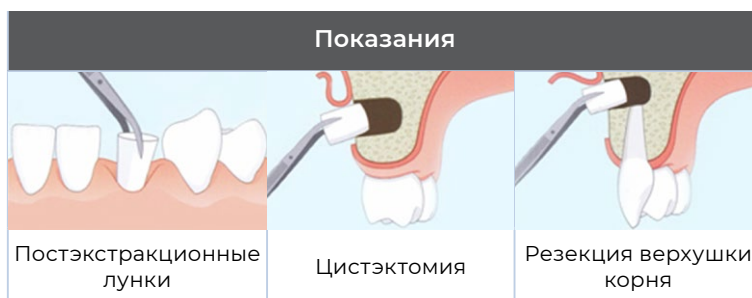 Показания
Постэкстракционные
лунки
Цистэктомия
Резекция верхушки
корня